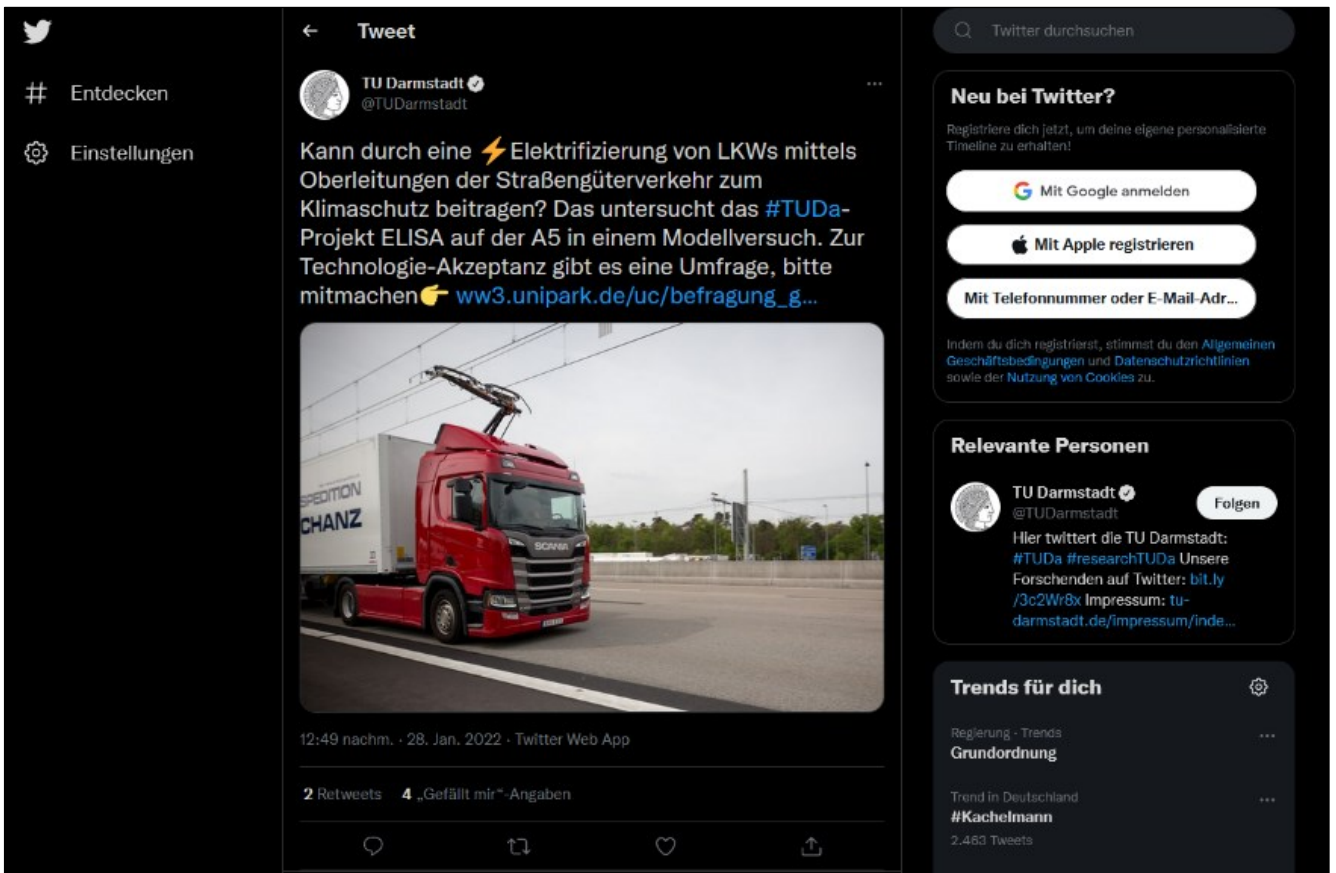 Entdecken
Einstellungen
Tweet
TU Darmstadt
@TUDarmstadt
Kann durch eine ⚡Elektrifizierung von LKWs mittels
Oberleitungen der Straßengüterverkehr zum
Klimaschutz beitragen? Das untersucht das #TUDa-
Projekt ELISA auf der A5 in einem Modellversuch. Zur
Technologie-Akzeptanz gibt es eine Umfrage, bitte
mitmachen👉 ww3.unipark.de/uc/befragung_g...
SPEDITION
CHANZ
SCANIA
12:49 nachm. · 28. Jan. 2022 · Twitter Web App
2 Retweets 4 „Gefällt mir“-Angaben
Twitter durchsuchen
Neu bei Twitter?
Registriere dich jetzt, um deine eigene personalisierte
Timeline zu erhalten!
Mit Google anmelden
Mit Apple registrieren
Mit Telefonnummer oder E-Mail-Adr...
Indem du dich registrierst, stimmst du den Allgemeinen
Geschäftsbedingungen und Datenschutzrichtlinien
sowie der Nutzung von Cookies zu.
Relevante Personen
TU Darmstadt
@TUDarmstadt
Folgen
Hier twittert die TU Darmstadt:
#TUDa #researchTUDa Unsere
Forschenden auf Twitter: bit.ly
/3c2Wr8x Impressum: tu-
darmstadt.de/impressum/inde...
Trends für dich
Regierung · Trends
Grundordnung
Trend in Deutschland
#Kachelmann
2.463 Tweets